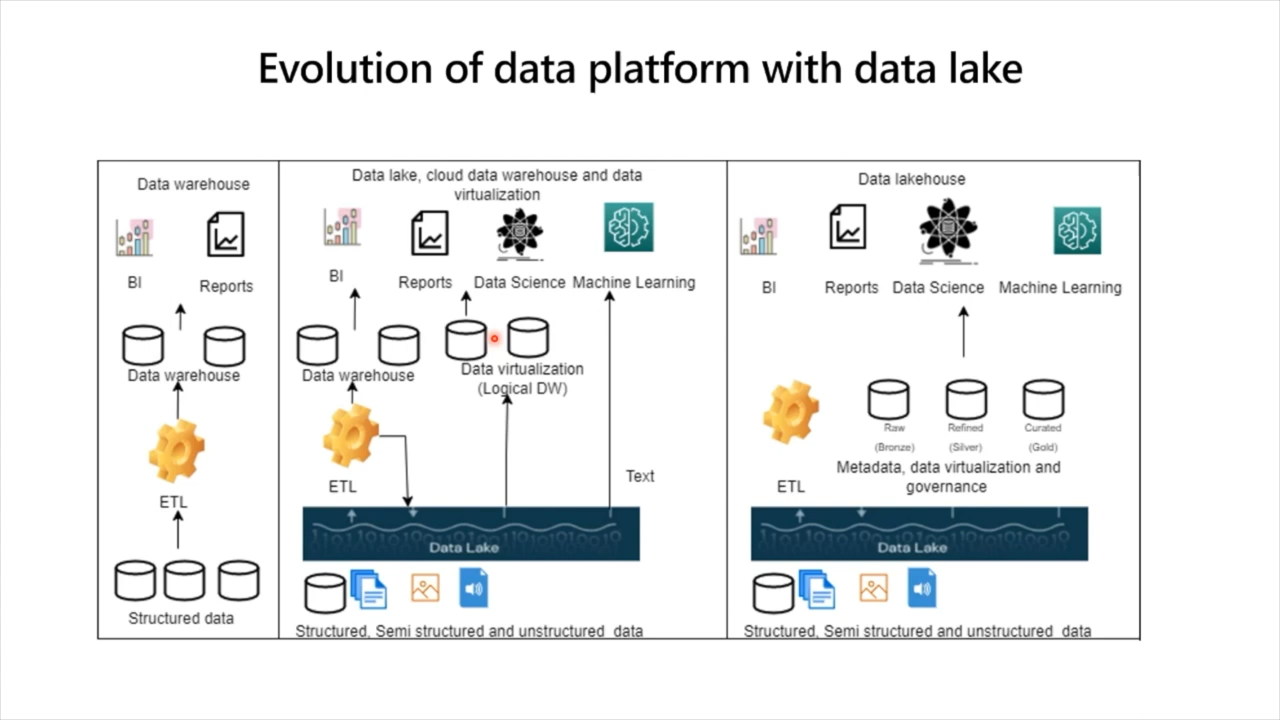 Evolution of data platform with data lake
Data warehouse
BI
Reports
Data warehouse
ETL
Structured data
Data lake, cloud data warehouse and data
virtualization
BI
Reports
Data Science
Machine Learning
Data warehouse
Data virtualization
(Logical DW)
ETL
Text
Data Lake
Structured, Semi structured and unstructured data
Data lakehouse
BI
Reports
Data Science
Machine Learning
Raw
(Bronze)
Refined
(Silver)
Curated
(Gold)
Metadata, data virtualization and
governance
ETL
Data Lake
Structured, Semi structured and unstructured data